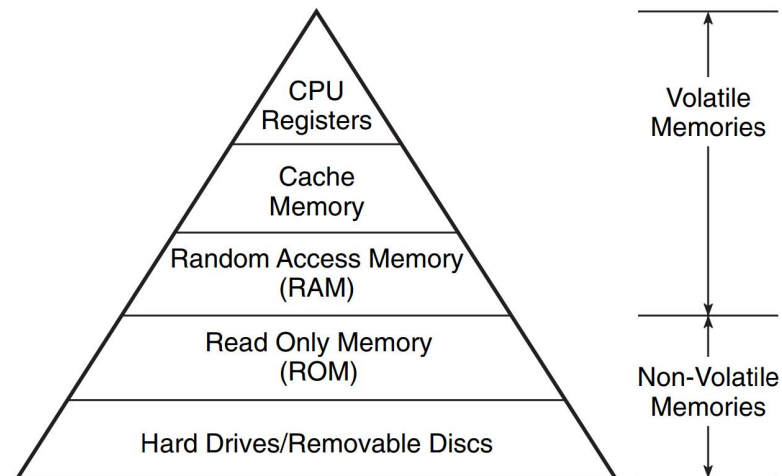 CPU
Registers
Cache
Memory
Random Access Memory
(RAM)
Read Only Memory
(ROM)
Hard Drives/Removable Discs
Volatile
Memories
Non-Volatile
Memories